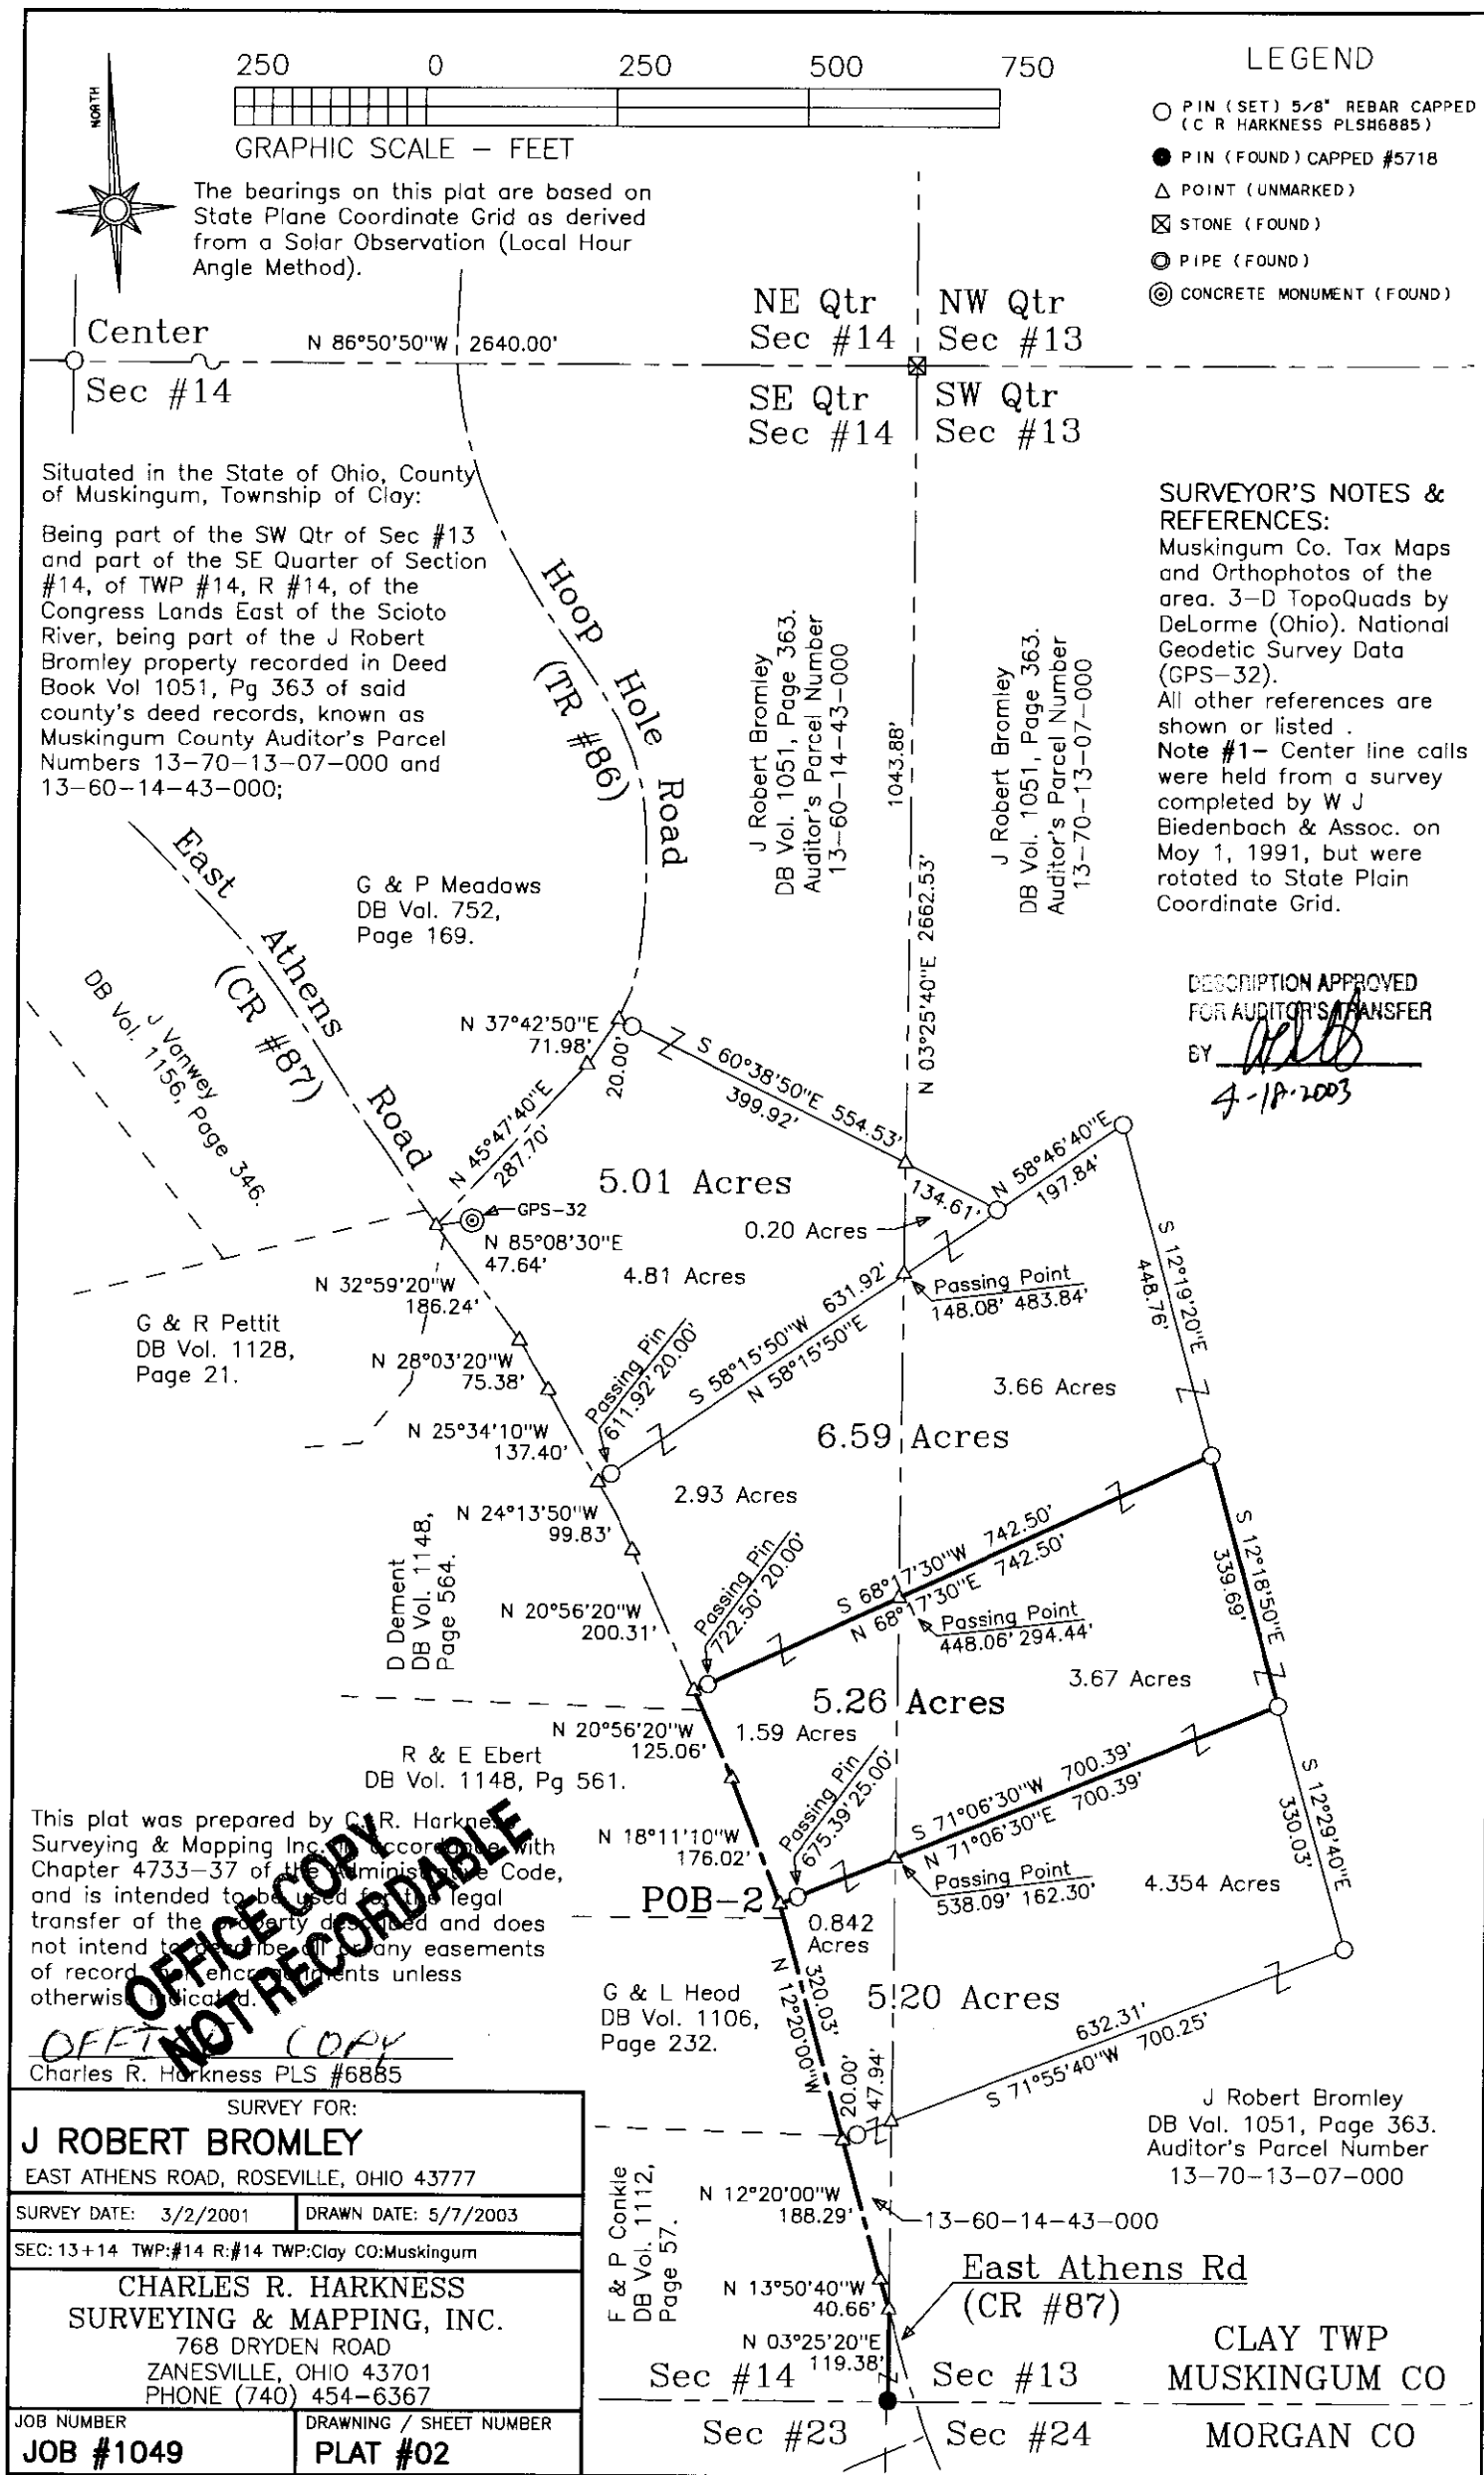 250 0 250 500 750
GRAPHIC SCALE – FEET
NORTH
The bearings on this plat are based on
State Plane Coordinate Grid as derived
from a Solar Observation (Local Hour
Angle Method).
LEGEND
PIN (SET) 5/8" REBAR CAPPED
(C R HARKNESS PLS#6885)
PIN (FOUND) CAPPED #5718
POINT (UNMARKED)
STONE (FOUND)
PIPE (FOUND)
CONCRETE MONUMENT (FOUND)
Center
Sec #14
N 86°50'50"W 2640.00'
NE Qtr
Sec #14
NW Qtr
Sec #13
SE Qtr
Sec #14
SW Qtr
Sec #13
Situated in the State of Ohio, County
of Muskingum, Township of Clay:
Being part of the SW Qtr of Sec #13
and part of the SE Quarter of Section
#14, of TWP #14, R #14, of the
Congress Lands East of the Scioto
River, being part of the J Robert
Bromley property recorded in Deed
Book Vol 1051, Pg 363 of said
county's deed records, known as
Muskingum County Auditor's Parcel
Numbers 13-70-13-07-000 and
13-60-14-43-000;
SURVEYOR'S NOTES &
REFERENCES:
Muskingum Co. Tax Maps
and Orthophotos of the
area. 3-D TopoQuads by
DeLorme (Ohio). National
Geodetic Survey Data
(GPS-32).
All other references are
shown or listed .
Note #1- Center line calls
were held from a survey
completed by W J
Biedenbach & Assoc. on
May 1, 1991, but were
rotated to State Plain
Coordinate Grid.
DESCRIPTION APPROVED
FOR AUDITOR'S TRANSFER
BY
4-18-2003
Hoop Hole Road
(TR #86)
J Robert Bromley
DB Vol. 1051, Page 363.
Auditor's Parcel Number
13-60-14-43-000
1043.88'
N 03°25'40"E 2662.53'
J Robert Bromley
DB Vol. 1051, Page 363.
Auditor's Parcel Number
13-70-13-07-000
East Athens Road
(CR #87)
G & P Meadows
DB Vol. 752,
Page 169.
J Vanwey
DB Vol. 1156, Page 346.
N 37°42'50"E
71.98'
20.00'
S 60°38'50"E 554.53'
399.92'
134.61'
N 45°47'40"E
287.70'
GPS-32
N 85°08'30"E
47.64'
5.01 Acres
0.20 Acres
4.81 Acres
N 58°46'40"E
197.84'
S 12°19'20"E
448.76'
Passing Point
148.08' 483.84'
N 32°59'20"W
186.24'
G & R Pettit
DB Vol. 1128,
Page 21.
N 28°03'20"W
75.38'
N 25°34'10"W
137.40'
Passing Pin
611.92' 20.00'
S 58°15'50"W 631.92'
N 58°15'50"E
3.66 Acres
6.59 Acres
2.93 Acres
N 24°13'50"W
99.83'
D Dement
DB Vol. 1148,
Page 564.
N 20°56'20"W
200.31'
Passing Pin
722.50' 20.00'
S 68°17'30"W 742.50'
N 68°17'30"E 742.50'
Passing Point
448.06' 294.44'
S 12°18'50"E
339.69'
3.67 Acres
5.26 Acres
1.59 Acres
N 20°56'20"W
125.06'
R & E Ebert
DB Vol. 1148, Pg 561.
Passing Pin
675.39' 25.00'
S 71°06'30"W 700.39'
N 71°06'30"E 700.39'
Passing Point
538.09' 162.30'
S 12°29'40"E
330.03'
4.354 Acres
N 18°11'10"W
176.02'
POB-2
0.842
Acres
5.20 Acres
N 12°20'00"W
320.03'
G & L Head
DB Vol. 1106,
Page 232.
632.31'
S 71°55'40"W 700.25'
20.00'
47.94'
J Robert Bromley
DB Vol. 1051, Page 363.
Auditor's Parcel Number
13-70-13-07-000
This plat was prepared by C. R. Harkness
Surveying & Mapping Inc. in accordance with
Chapter 4733-37 of the Administrative Code,
and is intended to be used for the legal
transfer of the property described and does
not intend to describe all or any easements
of record, nor encroachments unless
otherwise indicated.
OFFICE COPY
NOT RECORDABLE
OFFICE COPY
Charles R. Harkness PLS #6885
F & P Conkle
DB Vol. 1112,
Page 57.
N 12°20'00"W
188.29'
13-60-14-43-000
N 13°50'40"W
40.66'
East Athens Rd
(CR #87)
N 03°25'20"E
119.38'
Sec #14
Sec #13
CLAY TWP
MUSKINGUM CO
Sec #23
Sec #24
MORGAN CO
SURVEY FOR:
J ROBERT BROMLEY
EAST ATHENS ROAD, ROSEVILLE, OHIO 43777
SURVEY DATE: 3/2/2001
DRAWN DATE: 5/7/2003
SEC: 13+14 TWP:#14 R:#14 TWP:Clay CO:Muskingum
CHARLES R. HARKNESS
SURVEYING & MAPPING, INC.
768 DRYDEN ROAD
ZANESVILLE, OHIO 43701
PHONE (740) 454-6367
JOB NUMBER
JOB #1049
DRAWING / SHEET NUMBER
PLAT #02